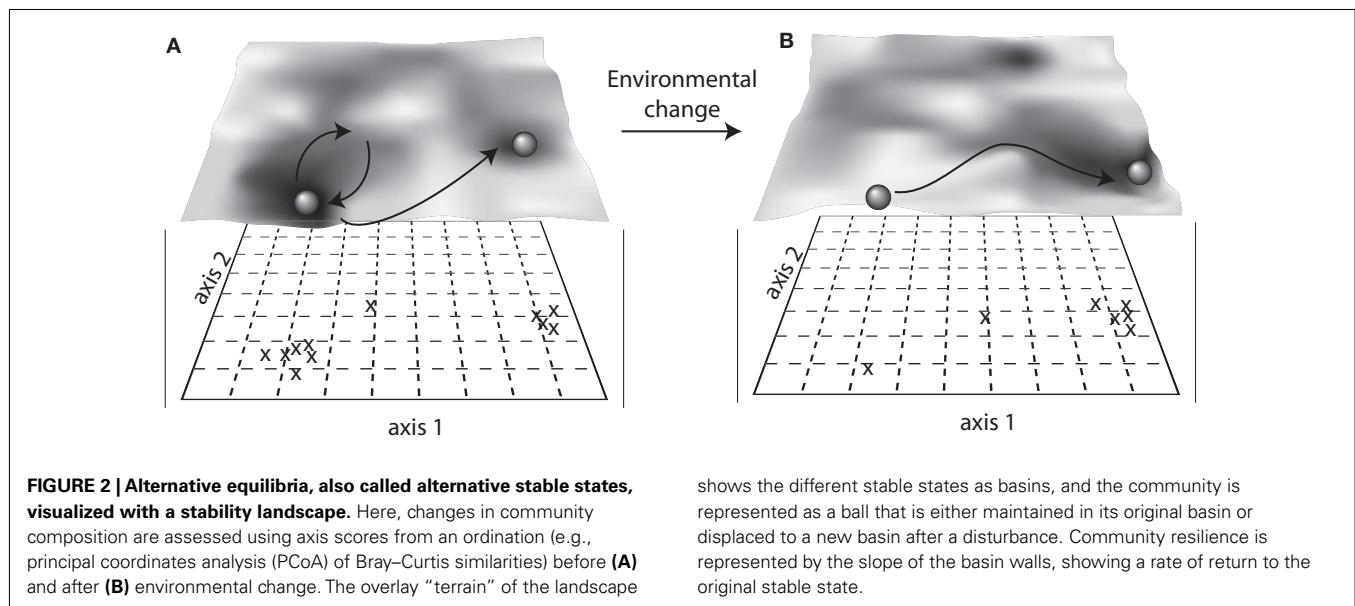 A
B
Environmental
change
axis 2
x
x
x
x
x
x
x
x
x
x
x
axis 1
axis 2
x
x
x
x
x
x
x
axis 1
FIGURE 2 | Alternative equilibria, also called alternative stable states,
visualized with a stability landscape. Here, changes in community
composition are assessed using axis scores from an ordination (e.g.,
principal coordinates analysis (PCoA) of Bray–Curtis similarities) before (A)
and after (B) environmental change. The overlay “terrain” of the landscape
shows the different stable states as basins, and the community is
represented as a ball that is either maintained in its original basin or
displaced to a new basin after a disturbance. Community resilience is
represented by the slope of the basin walls, showing a rate of return to the
original stable state.